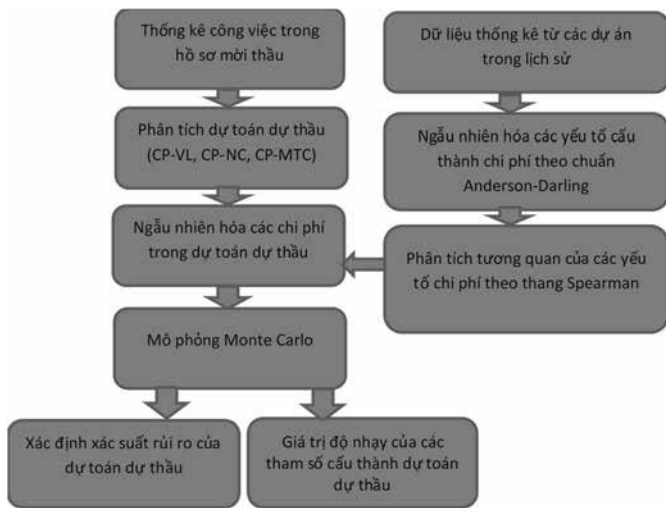 Thống kê công việc trong
hồ sơ mời thầu
Phân tích dự toán dự thầu
(CP-VL, CP-NC, CP-MTC)
Ngẫu nhiên hóa các chi phí
trong dự toán dự thầu
Mô phỏng Monte Carlo
Xác định xác suất rủi ro của
dự toán dự thầu
Giá trị độ nhạy của các
tham số cấu thành dự toán
dự thầu
Dữ liệu thống kê từ các dự án
trong lịch sử
Ngẫu nhiên hóa các yếu tố cấu
thành chi phí theo chuẩn
Anderson-Darling
Phân tích tương quan của các yếu
tố chi phí theo thang Spearman